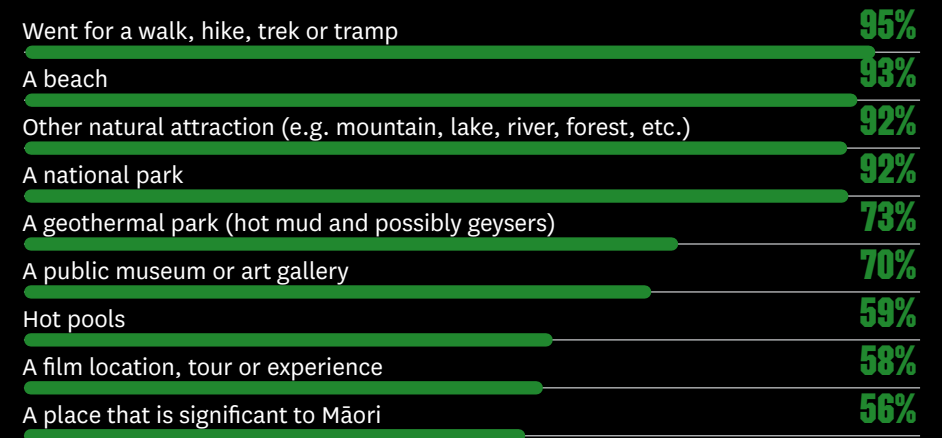 Went for a walk, hike, trek or tramp 95%
A beach 93%
Other natural attraction (e.g. mountain, lake, river, forest, etc.) 92%
A national park 92%
A geothermal park (hot mud and possibly geysers) 73%
A public museum or art gallery 70%
Hot pools 59%
A film location, tour or experience 58%
A place that is significant to Māori 56%